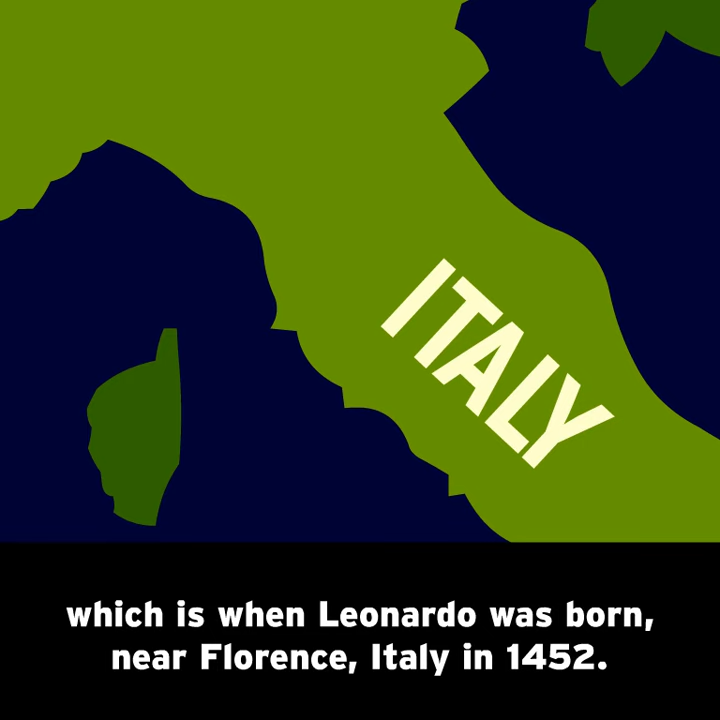 ITALY
which is when Leonardo was born,
near Florence, Italy in 1452.